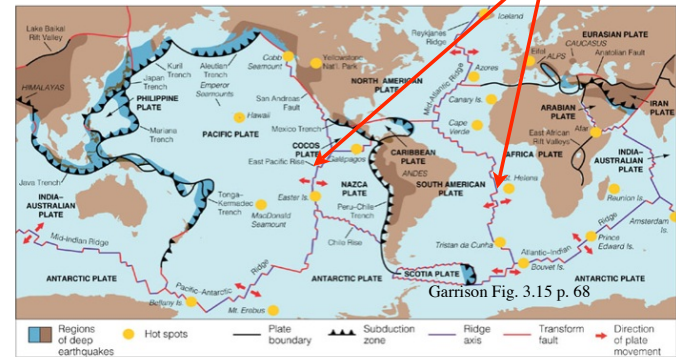 Lake Baikal
Rift Valley
HIMALAYAS
Kuril
Trench
Japan
Trench
PHILIPPINE
PLATE
Mariana
Trench
Java Trench
INDIA–
AUSTRALIAN
PLATE
Mid-Indian Ridge
ANTARCTIC PLATE
Aleutian
Trench
Emperor
Seamounts
Hawaii
PACIFIC PLATE
Tonga–
Kermadec
Trench
MacDonald
Seamount
Pacific–Antarctic
Ridge
Bellany Is.
Mt. Erebus
Cobb
Seamount
Yellowstone
Nat'l. Park
San Andreas
Fault
NORTH AMERICAN
PLATE
Mexico Trench
COCOS
PLATE
Galápagos
East Pacific Rise
Easter Is.
NAZCA
PLATE
Peru–Chile
Trench
Chile Rise
ANTARCTIC PLATE
CARIBBEAN
PLATE
ANDES
SOUTH AMERICAN
PLATE
SCOTIA PLATE
Iceland
Reykjanes
Ridge
Mid-Atlantic Ridge
Azores
Canary Is.
Cape
Verde
AFRICA PLATE
St. Helens
Tristan da Cunha
Bouvet Is.
Atlantic–Indian
Ridge
EURASIAN PLATE
Eifel
ALPS
CAUCASUS
Anatolian Fault
ARABIAN
PLATE
IRAN
PLATE
East African
Rift Valleys
Afar
INDIA–
AUSTRALIAN
PLATE
Reunion Is.
Amsterdam
Is.
Prince
Edward Is.
ANTARCTIC PLATE
Garrison Fig. 3.15 p. 68
Regions
of deep
earthquakes
Hot spots
Plate
boundary
Subduction
zone
Ridge
axis
Transform
fault
Direction
of plate
movement